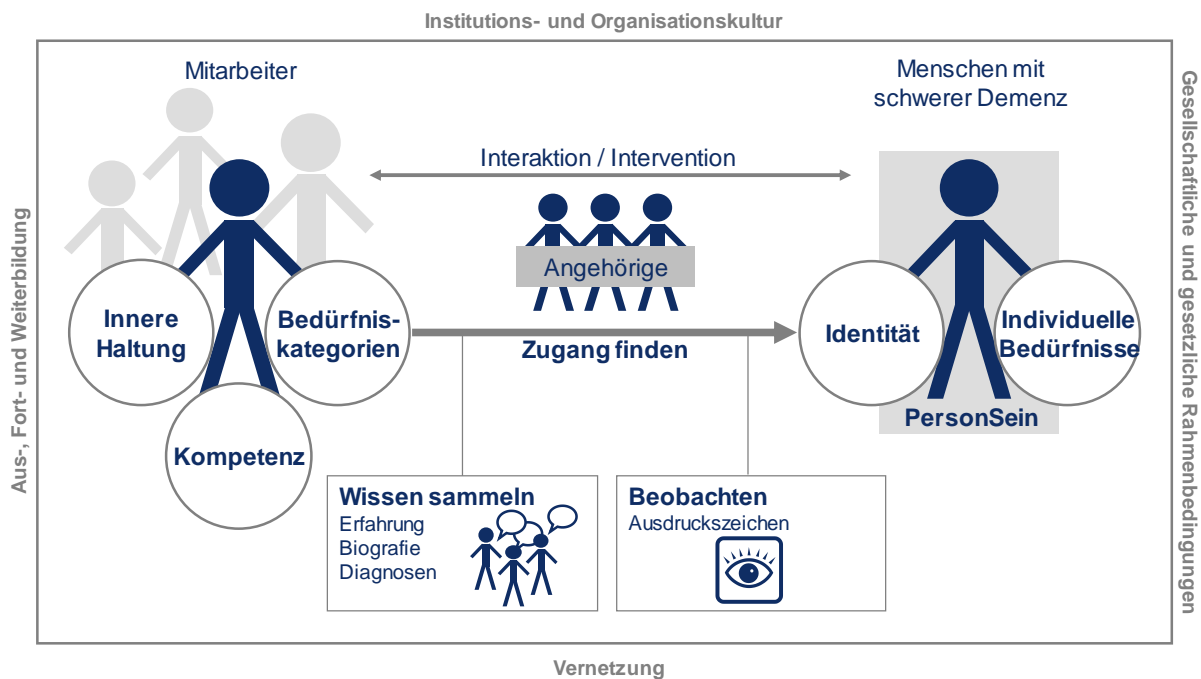 Institutions- und Organisationskultur
Mitarbeiter
Menschen mit
schwerer Demenz
Interaktion / Intervention
Angehörige
Innere
Haltung
Bedürfnis-
kategorien
Zugang finden
Identität
Individuelle
Bedürfnisse
PersonSein
Kompetenz
Wissen sammeln
Erfahrung
Biografie
Diagnosen
Beobachten
Ausdruckszeichen
Aus-, Fort- und Weiterbildung
Gesellschaftliche und gesetzliche Rahmenbedingungen
Vernetzung